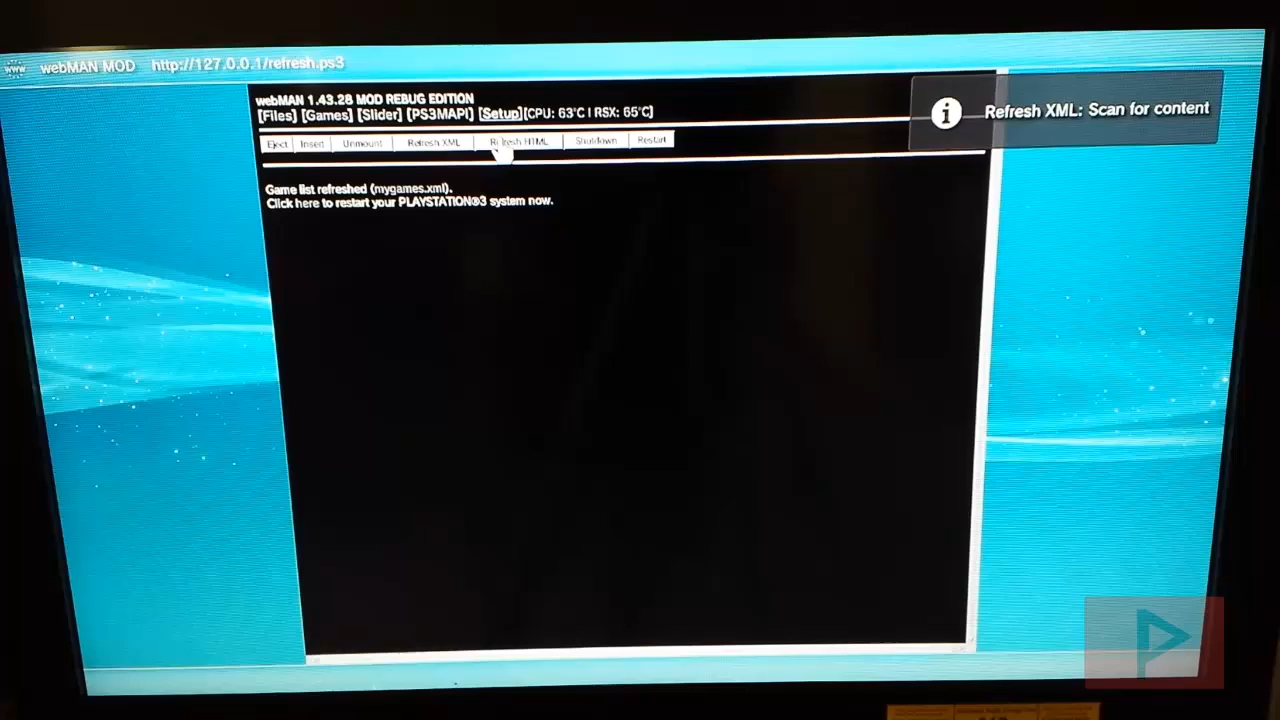 webMAN MOD http://127.0.0.1/refresh.ps3
Refresh XML: Scan for content
webMAN 1.43.28 MOD REBUG EDITION
[Files] [Games] [Slider] [PS3MAPI] [Setup][CPU: 63°C | RSX: 65°C]
Eject Insert Unmount Refresh XML Refresh HTML Shutdown Restart
Game list refreshed (mygames.xml).
Click here to restart your PLAYSTATION®3 system now.